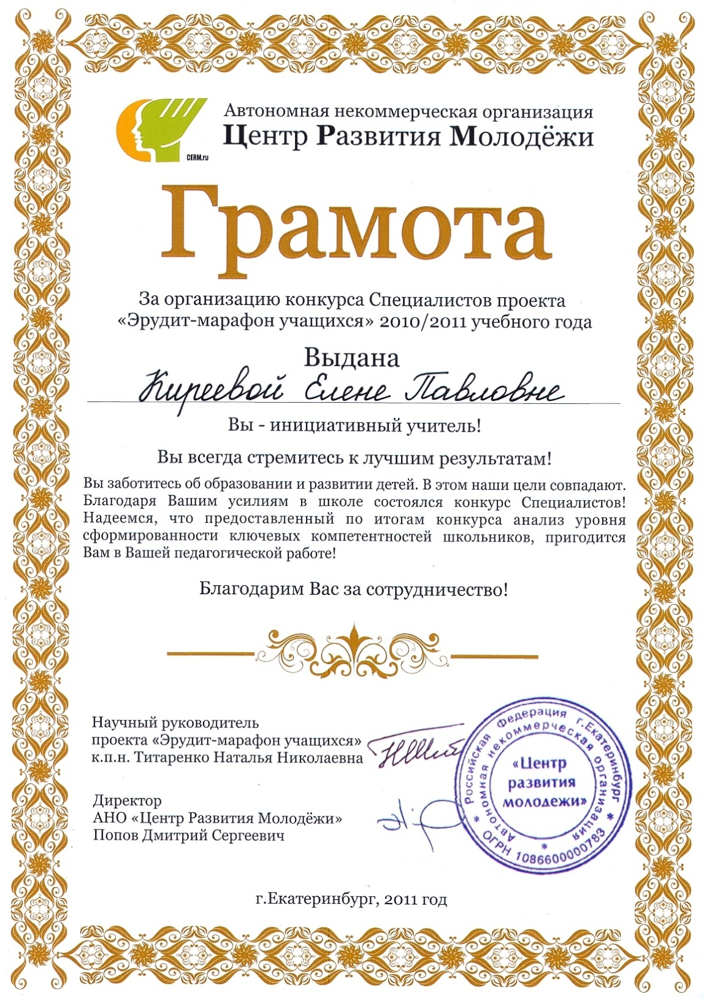 Автономная некоммерческая организация
Центр Развития Молодёжи
CERM.ru
Грамота
За организацию конкурса Специалистов проекта
«Эрудит-марафон учащихся» 2010/2011 учебного года
Выдана
Киреевой Елене Павловне
Вы - инициативный учитель!
Вы всегда стремитесь к лучшим результатам!
Вы заботитесь об образовании и развитии детей. В этом наши цели совпадают.
Благодаря Вашим усилиям в школе состоялся конкурс Специалистов!
Надеемся, что предоставленный по итогам конкурса анализ уровня
сформированности ключевых компетентностей школьников, пригодится
Вам в Вашей педагогической работе!
Благодарим Вас за сотрудничество!
Научный руководитель
проекта «Эрудит-марафон учащихся»
к.п.н. Титаренко Наталья Николаевна
Директор
АНО «Центр Развития Молодёжи»
Попов Дмитрий Сергеевич
Российская Федерация г.Екатеринбург
* ОГРН 1086600000783 *
Автономная некоммерческая организация *
«Центр
развития
молодежи»
г.Екатеринбург, 2011 год